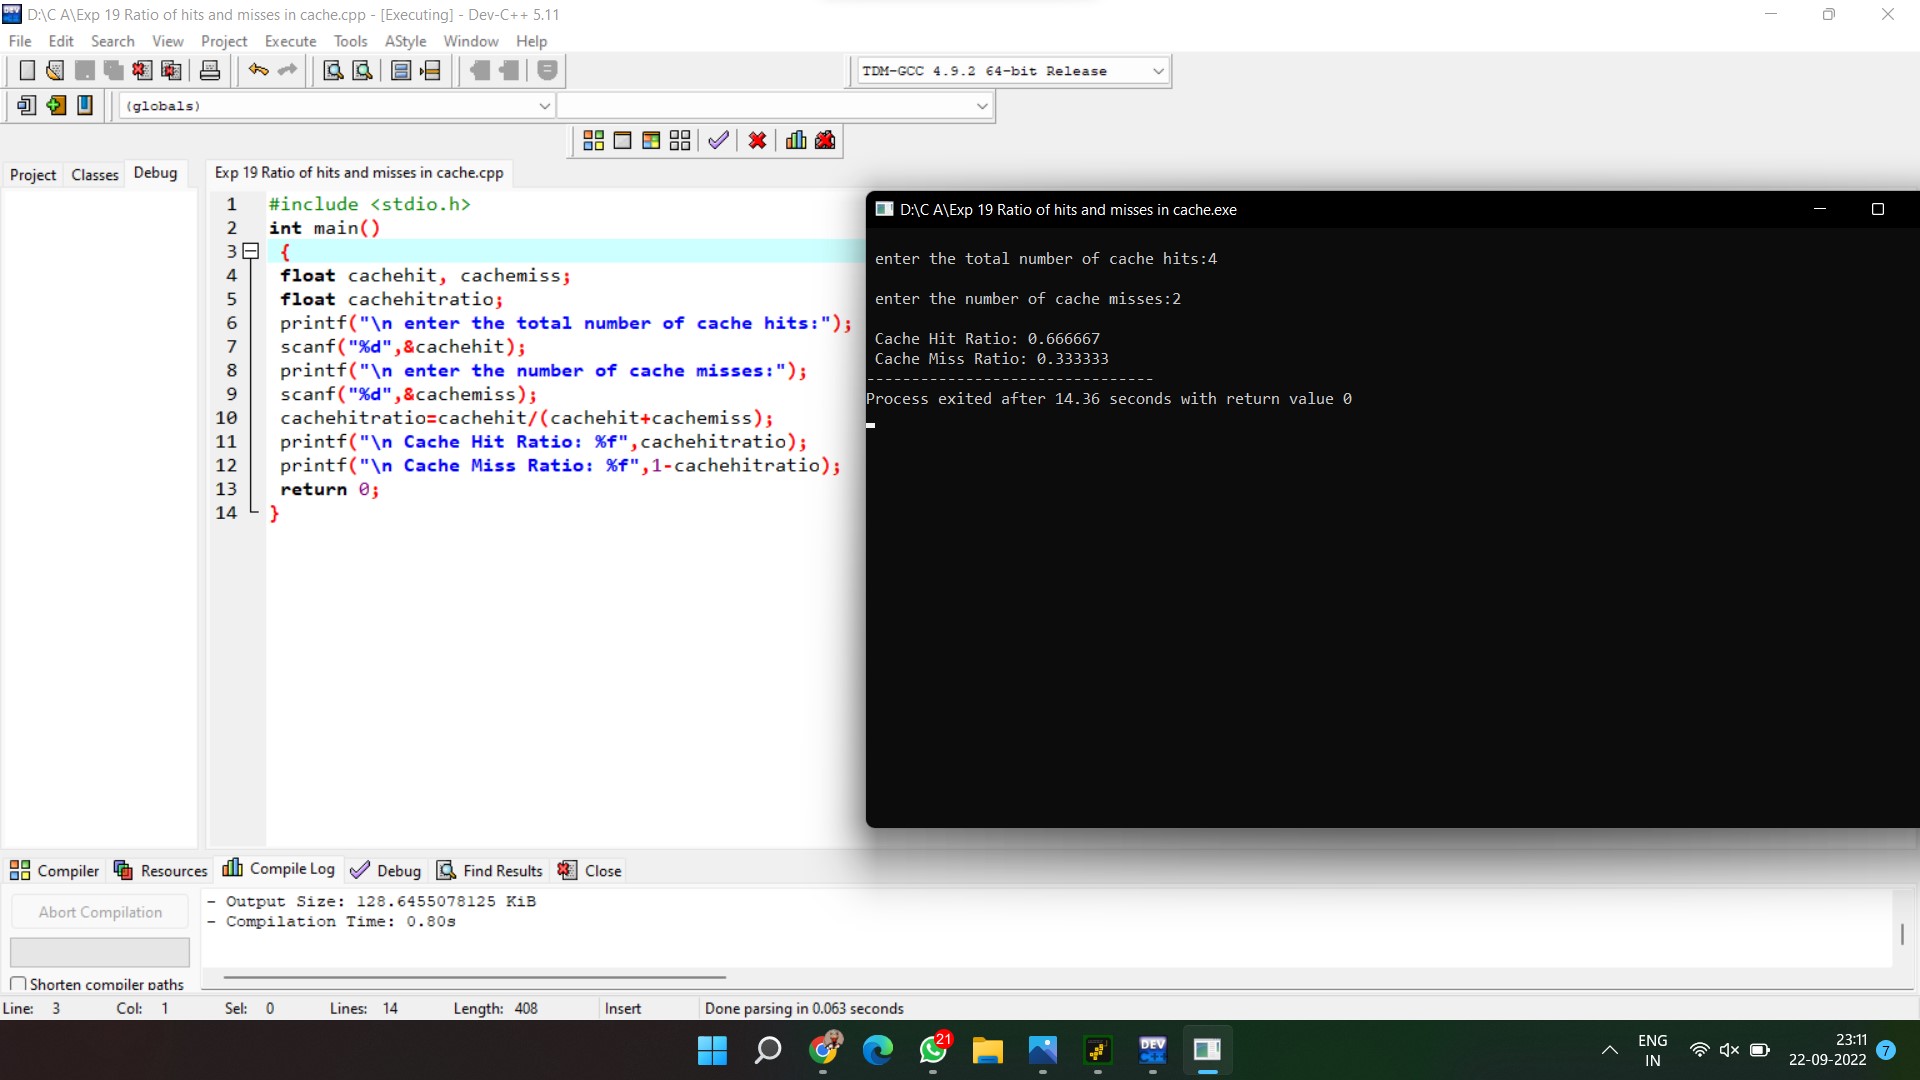 D:\C A\Exp 19 Ratio of hits and misses in cache.cpp - [Executing] - Dev-C++ 5.11
File Edit Search View Project Execute Tools AStyle Window Help
TDM-GCC 4.9.2 64-bit Release
(globals)
Project Classes Debug
Exp 19 Ratio of hits and misses in cache.cpp
1 #include <stdio.h>
2 int main()
3 {
4 float cachehit, cachemiss;
5 float cachehitratio;
6 printf("\n enter the total number of cache hits:");
7 scanf("%d",&cachehit);
8 printf("\n enter the number of cache misses:");
9 scanf("%d",&cachemiss);
10 cachehitratio=cachehit/(cachehit+cachemiss);
11 printf("\n Cache Hit Ratio: %f",cachehitratio);
12 printf("\n Cache Miss Ratio: %f",1-cachehitratio);
13 return 0;
14 }
D:\C A\Exp 19 Ratio of hits and misses in cache.exe
enter the total number of cache hits:4
enter the number of cache misses:2
Cache Hit Ratio: 0.666667
Cache Miss Ratio: 0.333333
--------------------------------
Process exited after 14.36 seconds with return value 0
Compiler Resources Compile Log Debug Find Results Close
Abort Compilation
Shorten compiler paths
- Output Size: 128.6455078125 KiB
- Compilation Time: 0.80s
Line: 3 Col: 1 Sel: 0 Lines: 14 Length: 408 Insert Done parsing in 0.063 seconds
21
DEV
C++
ENG
IN
23:11
22-09-2022
7